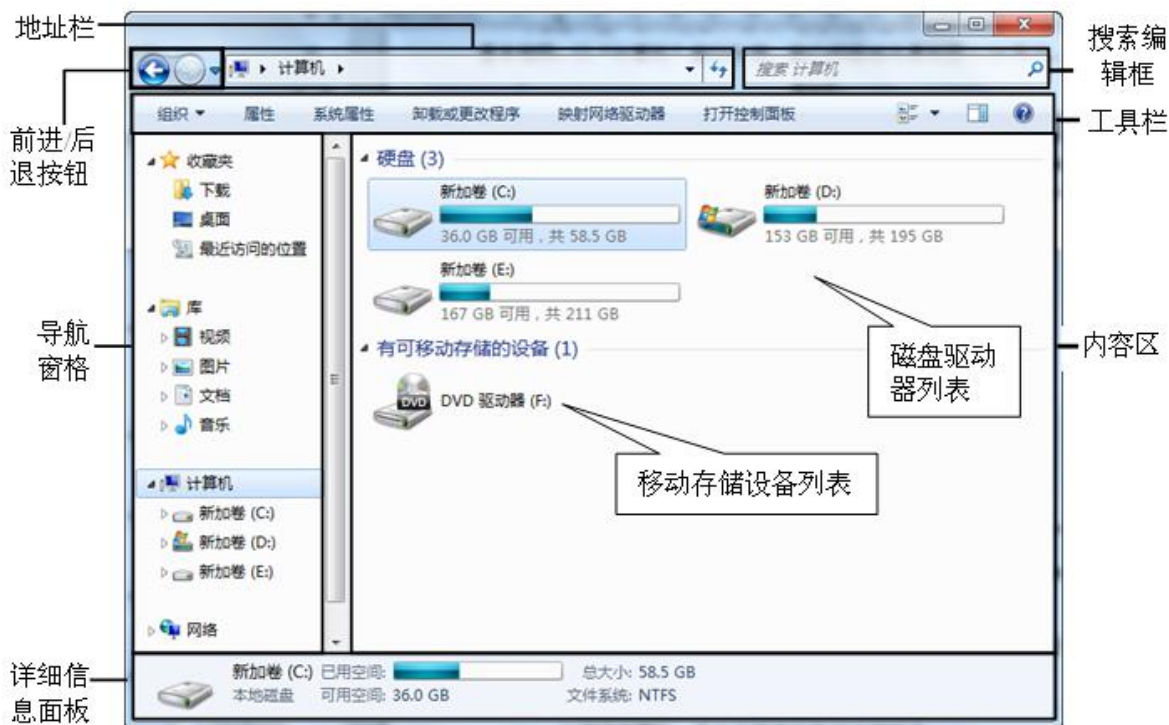 地址栏
搜索编
辑框
计算机
搜索 计算机
前进/后
退按钮
组织 属性 系统属性 卸载或更改程序 映射网络驱动器 打开控制面板
工具栏
收藏夹
下载
桌面
最近访问的位置
库
视频
图片
文档
音乐
计算机
新加卷 (C:)
新加卷 (D:)
新加卷 (E:)
网络
导航
窗格
硬盘 (3)
新加卷 (C:)
36.0 GB 可用，共 58.5 GB
新加卷 (D:)
153 GB 可用，共 195 GB
新加卷 (E:)
167 GB 可用，共 211 GB
有可移动存储的设备 (1)
DVD
DVD 驱动器 (F:)
磁盘驱动
器列表
移动存储设备列表
内容区
详细信
息面板
新加卷 (C:) 已用空间: 总大小: 58.5 GB
本地磁盘 可用空间: 36.0 GB 文件系统: NTFS